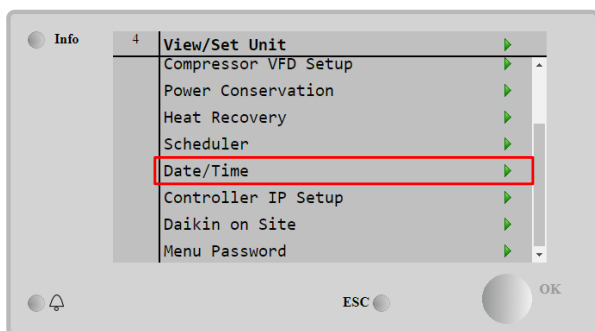 Info
4 View/Set Unit
Compressor VFD Setup
Power Conservation
Heat Recovery
Scheduler
Date/Time
Controller IP Setup
Daikin on Site
Menu Password
ESC
OK